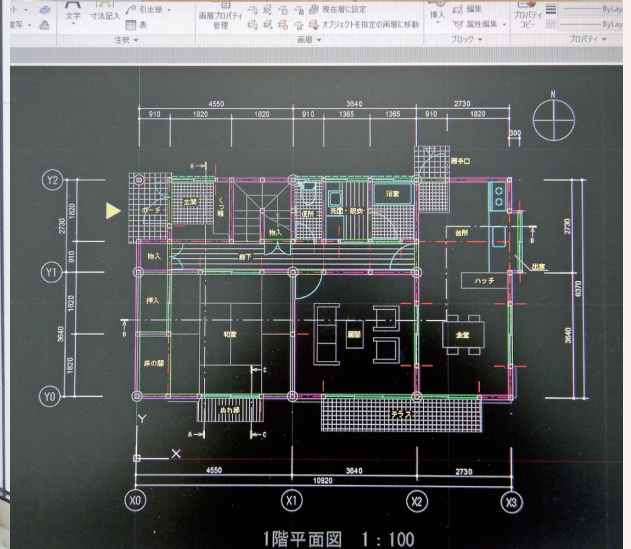 文字 寸法記入 引出線 表 注釈
画層プロパティ管理 現在層に設定 オブジェクトを指定の画層に移動 画層
挿入 編集 属性編集 ブロック
プロパティコピー ByLay ByLay プロパティ
4550 3640 2730
910 1820 1820 910 1365 1365 910 1820
300
N
勝手口
Y2
ポーチ 玄関 くつ箱 物入 便所 洗面・脱衣 浴室
台所
2730 1820 910
2730 6370
物入 廊下
出窓
Y1
押入 ハッチ
和室 居間 食堂
3640 1820 1820
3640
床の間
A A B B C C
Y0
ぬれ縁 テラス
Y
X
4550 3640 2730
10920
X0 X1 X2 X3
1階平面図 1:100